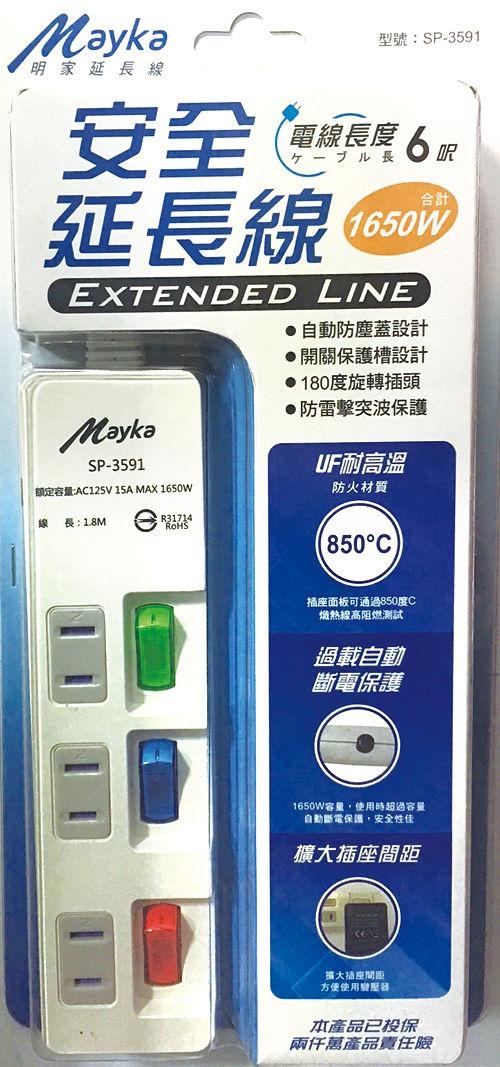 Mayka
明家延長線
型號：SP-3591
安全
延長線
電線長度
ケーブル長
6呎
合計
1650W
EXTENDED LINE
●自動防塵蓋設計
●開關保護槽設計
●180度旋轉插頭
●防雷擊突波保護
Mayka
SP-3591
額定容量:AC125V 15A MAX 1650W
線 長：1.8M
R31714
RoHS
UF耐高溫
防火材質
850°C
插座面板可通過850度C
熾熱線高阻燃測試
過載自動
斷電保護
1650W容量，使用時超過容量
自動斷電保護，安全性佳
擴大插座間距
CE
擴大插座間距
方便使用變壓器
本產品已投保
兩仟萬產品責任險